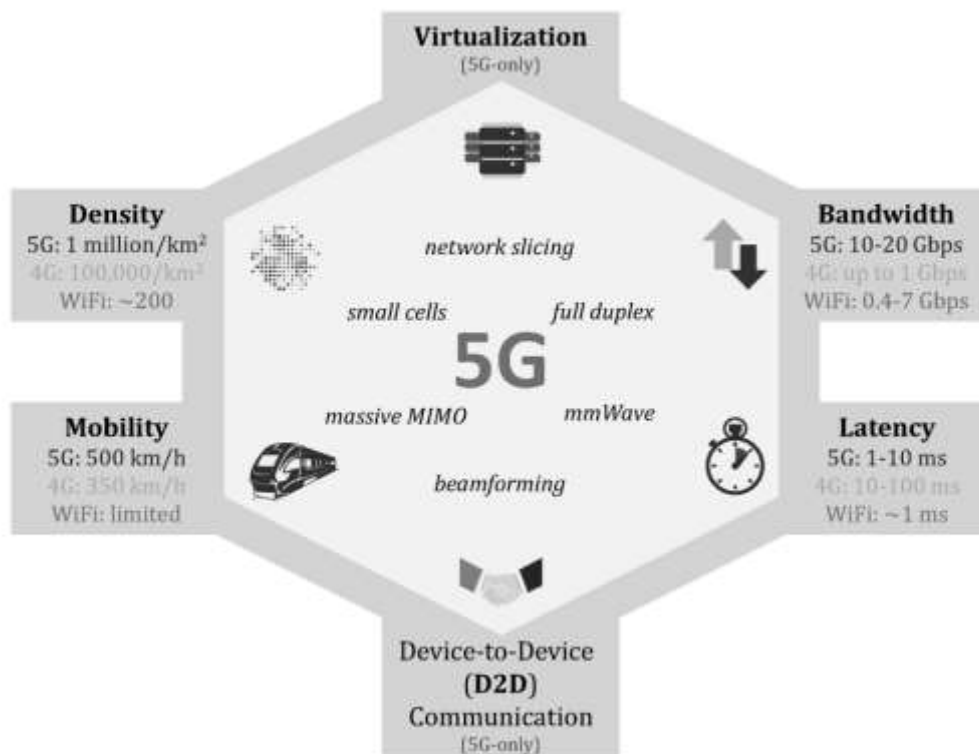 Virtualization
(5G-only)
Density
5G: 1 million/km²
4G: 100.000/km²
WiFi: ~200
Bandwidth
5G: 10-20 Gbps
4G: up to 1 Gbps
WiFi: 0.4-7 Gbps
network slicing
small cells
full duplex
5G
massive MIMO
mmWave
beamforming
Mobility
5G: 500 km/h
4G: 350 km/h
WiFi: limited
Latency
5G: 1-10 ms
4G: 10-100 ms
WiFi: ~1 ms
Device-to-Device
(D2D)
Communication
(5G-only)